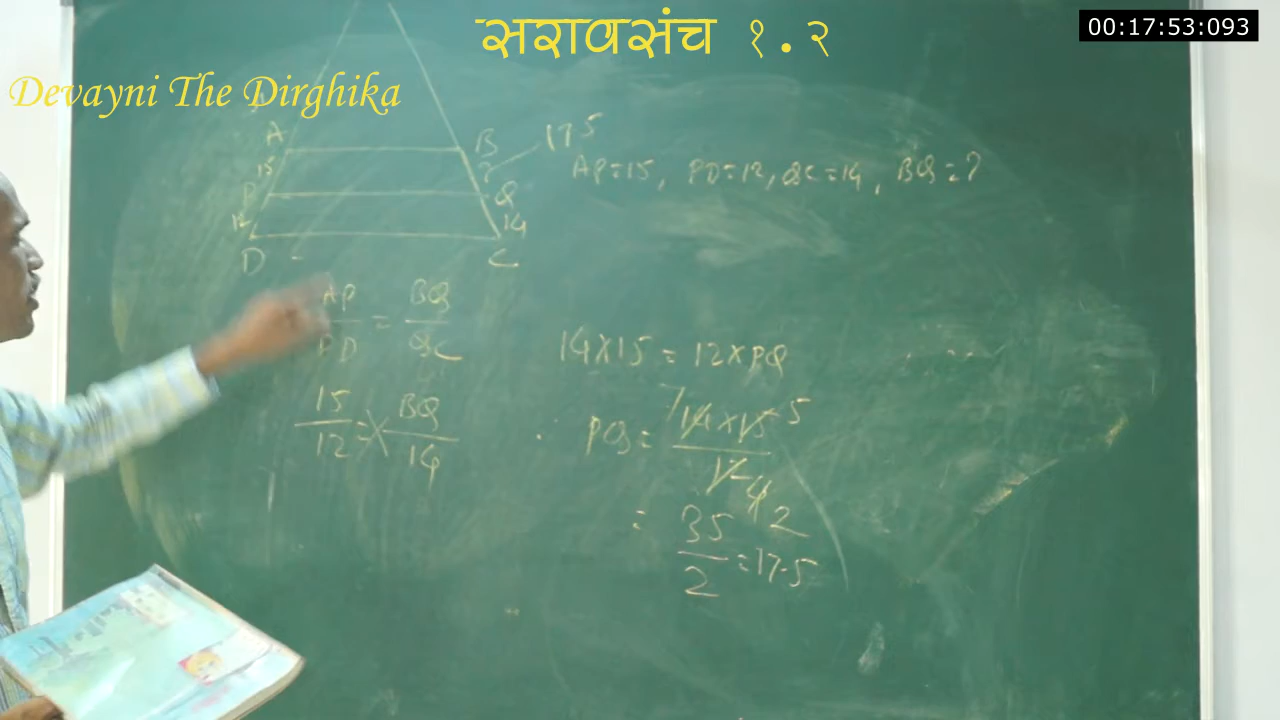 सरावसंच १.२
00:17:53:093
Devayni The Dirghika
A B 17.5
15 ?
AP=15, PD=12, QC=14, BQ=?
P Q
12 14
D C
AP/PD = BQ/QC
14×15 = 12×PQ
15/12 = BQ/14
∴ PQ = 14×15/12
7 5
4 2
= 35/2 = 17.5